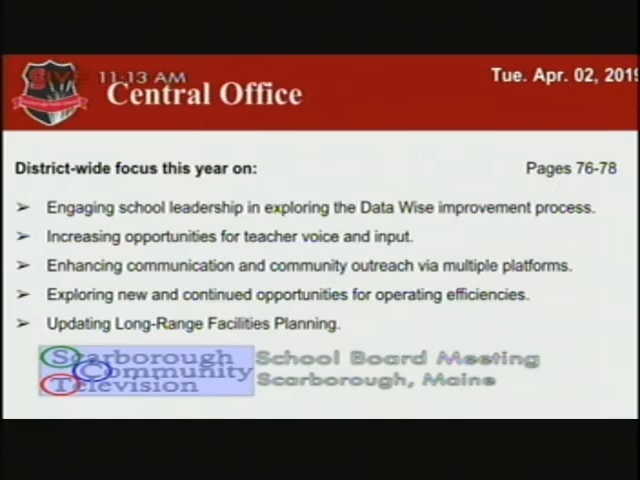 11:13 AM
Tue. Apr. 02, 2019
Central Office
District-wide focus this year on:
Pages 76-78
➢ Engaging school leadership in exploring the Data Wise improvement process.
➢ Increasing opportunities for teacher voice and input.
➢ Enhancing communication and community outreach via multiple platforms.
➢ Exploring new and continued opportunities for operating efficiencies.
➢ Updating Long-Range Facilities Planning.
Scarborough
Community
Television
School Board Meeting
Scarborough, Maine